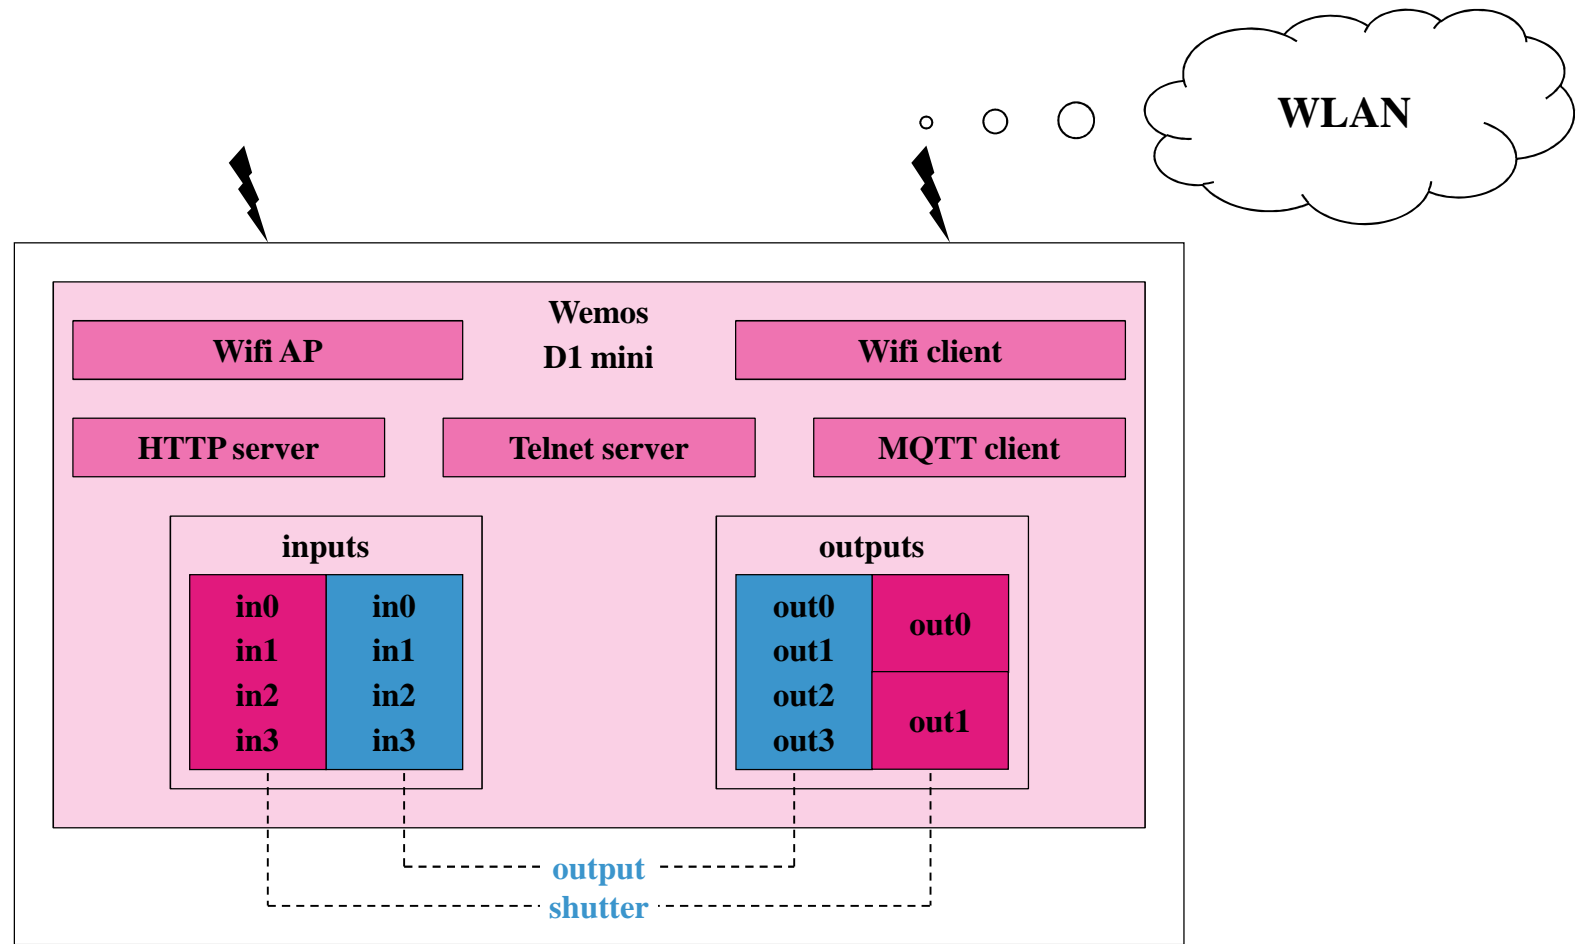 WLAN
Wemos
D1 mini
Wifi AP
Wifi client
HTTP server
Telnet server
MQTT client
inputs
in0
in1
in2
in3
in0
in1
in2
in3
outputs
out0
out1
out2
out3
out0
out1
output
shutter